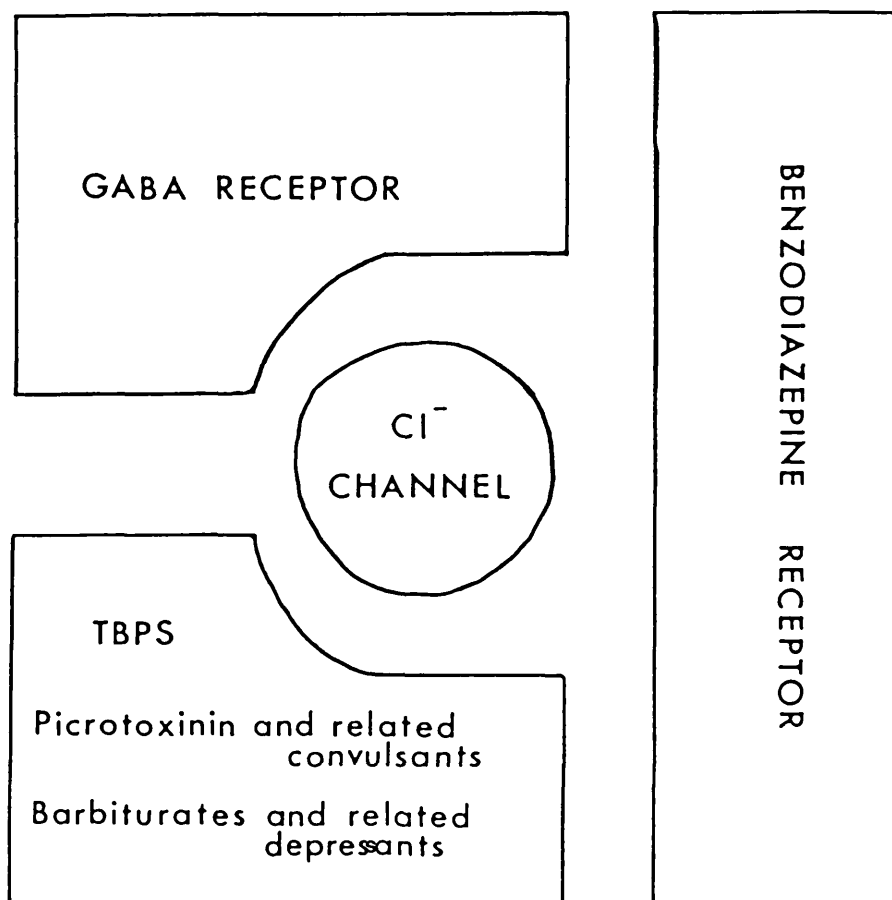 GABA RECEPTOR
Cl⁻
CHANNEL
TBPS
Picrotoxinin and related
convulsants
Barbiturates and related
depressants
BENZODIAZEPINE RECEPTOR